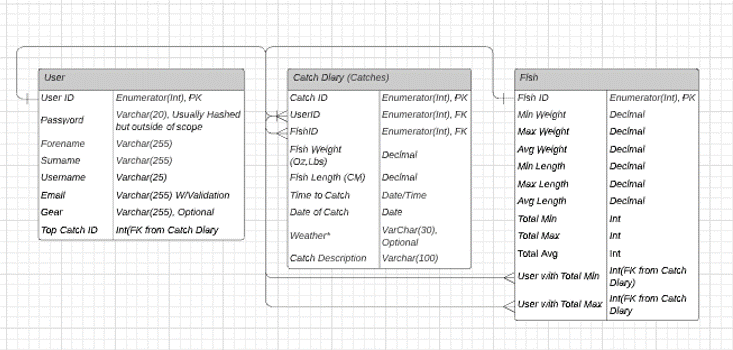 User
User ID Enumerator(Int), PK
Password Varchar(20), Usually Hashed
but outside of scope
Forename Varchar(255)
Surname Varchar(255)
Username Varchar(25)
Email Varchar(255) W/Validation
Gear Varchar(255), Optional
Top Catch ID Int(FK from Catch Diary
Catch Diary (Catches)
Catch ID Enumerator(Int), PK
UserID Enumerator(Int), FK
FishID Enumerator(Int), FK
Fish Weight
(Oz,Lbs) Decimal
Fish Length (CM) Decimal
Time to Catch Date/Time
Date of Catch Date
Weather* VarChar(30),
Optional
Catch Description Varchar(100)
Fish
Fish ID Enumerator(Int), PK
Min Weight Decimal
Max Weight Decimal
Avg Weight Decimal
Min Length Decimal
Max Length Decimal
Avg Length Decimal
Total Min Int
Total Max Int
Total Avg Int
User with Total Min Int(FK from Catch
Diary)
User with Total Max Int(FK from Catch
Diary